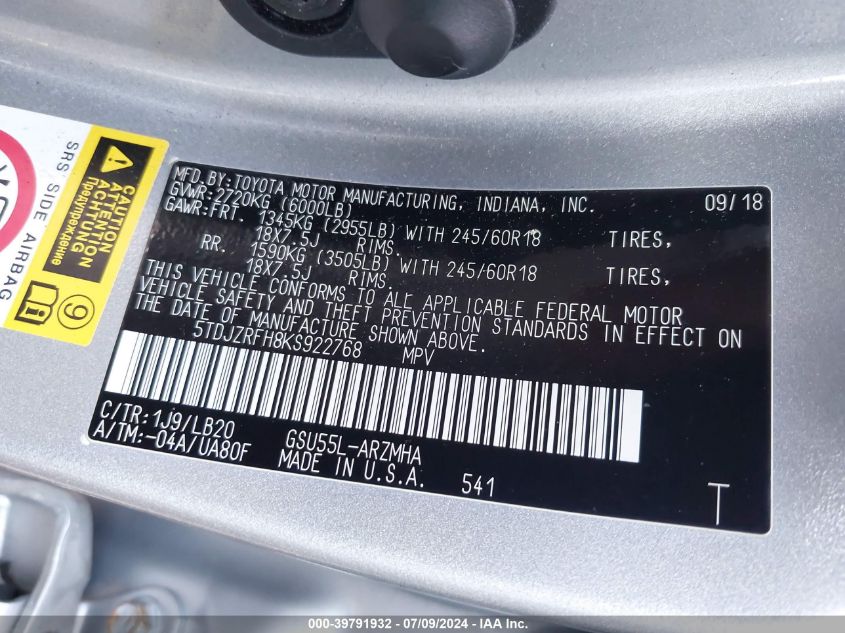 MFD.BY:TOYOTA MOTOR MANUFACTURING, INDIANA, INC. 09/18
GVWR:2720KG (6000LB)
GAWR:FRT. 1345KG (2955LB) WITH 245/60R18 TIRES,
18X7.5J RIMS.
RR. 1590KG (3505LB) WITH 245/60R18 TIRES,
18X7.5J RIMS.
THIS VEHICLE CONFORMS TO ALL APPLICABLE FEDERAL MOTOR
VEHICLE SAFETY AND THEFT PREVENTION STANDARDS IN EFFECT ON
THE DATE OF MANUFACTURE SHOWN ABOVE.
5TDJZRFH8KS922768 MPV
C/TR:1J9/LB20
A/TM:-04A/UA80F
GSU55L-ARZMHA
MADE IN U.S.A. 541
T
SRS SIDE AIRBAG
CAUTION
ATTENTION
ACHTUNG
Предупреждение
9
000-39791932 - 07/09/2024 - IAA Inc.